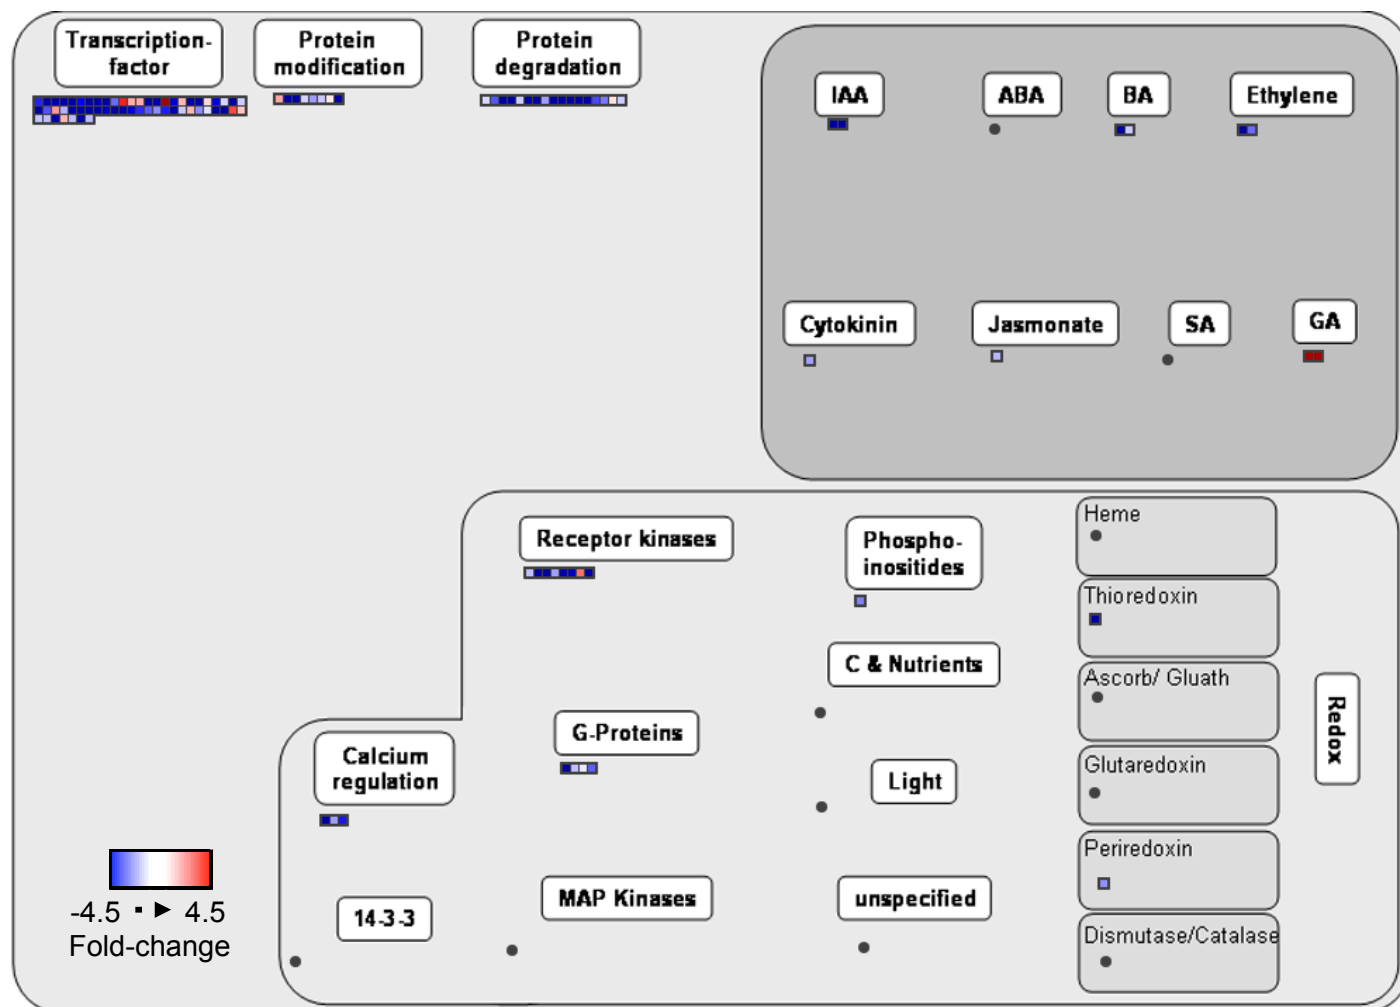 Transcription-
factor
Protein
modification
Protein
degradation
IAA
ABA
BA
Ethylene
Cytokinin
Jasmonate
SA
GA
Receptor kinases
Phospho-
inositides
C & Nutrients
G-Proteins
Light
Calcium
regulation
MAP Kinases
unspecified
14-3-3
Heme
Thioredoxin
Ascorb/ Gluath
Glutaredoxin
Periredoxin
Dismutase/Catalase
Redox
-4.5 4.5
Fold-change